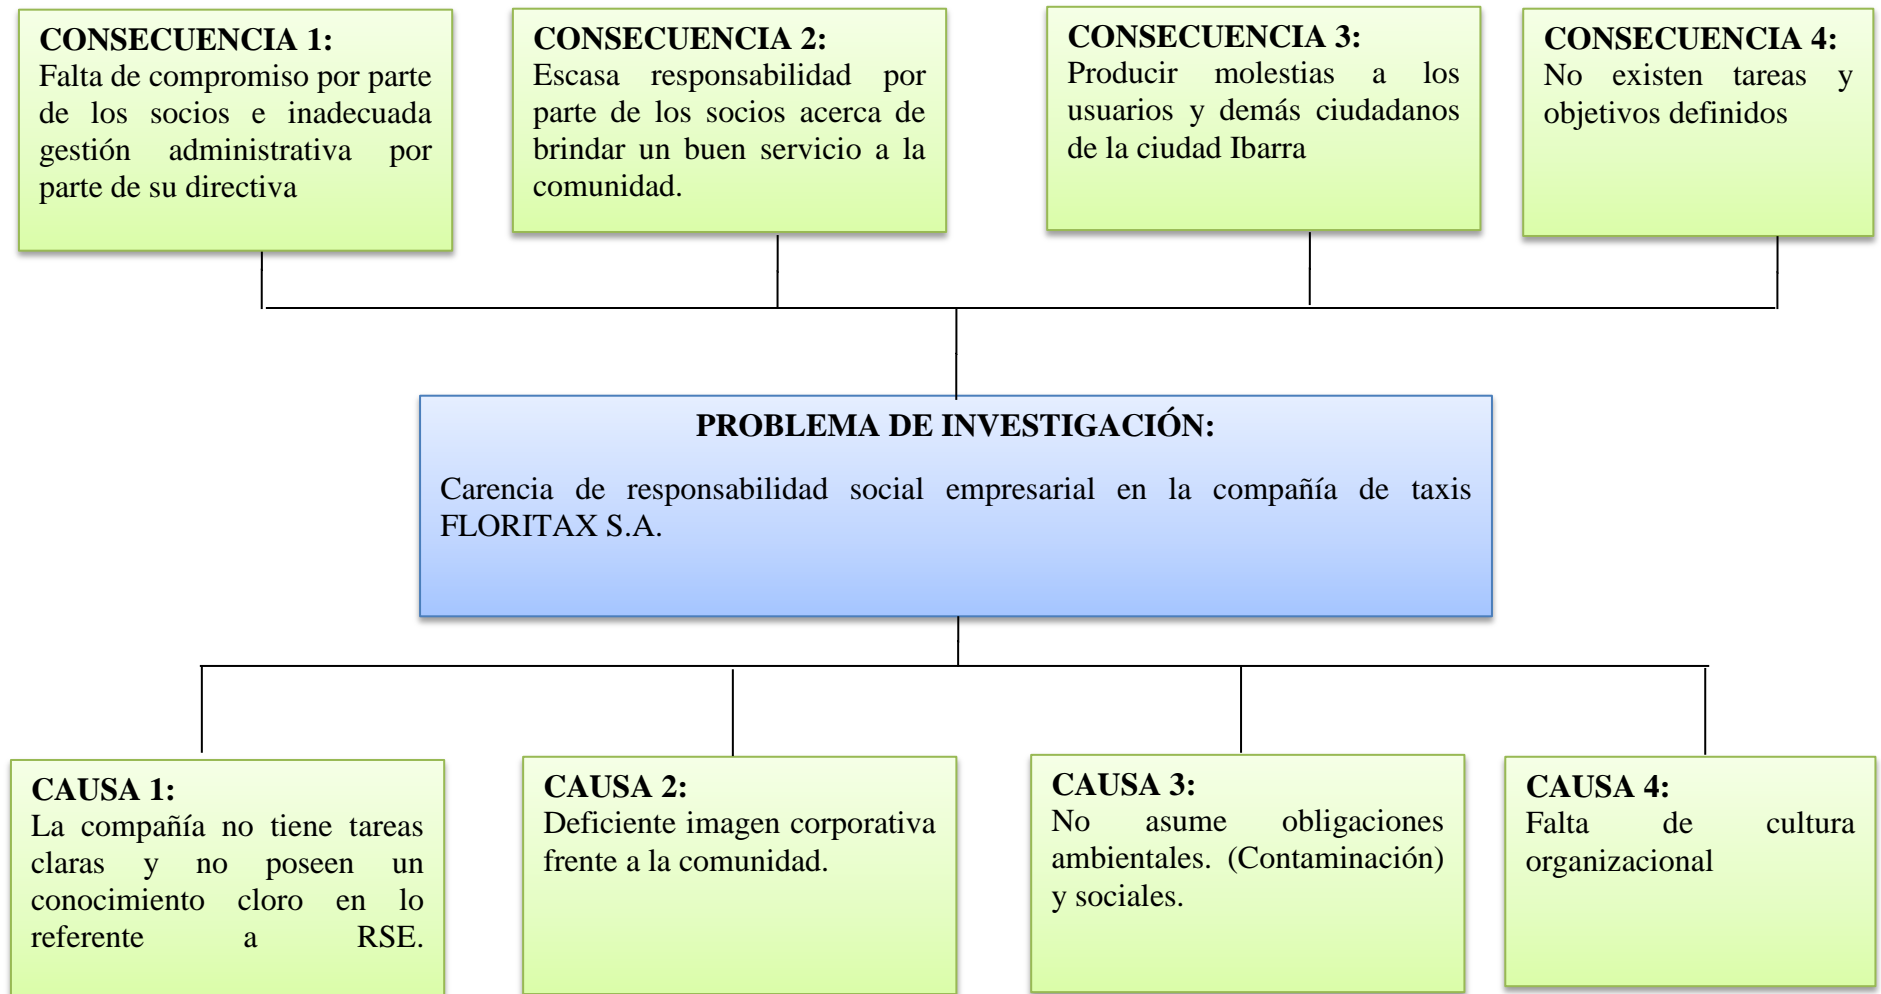 CONSECUENCIA 1:
Falta de compromiso por parte
de los socios e inadecuada
gestión administrativa por
parte de su directiva
CONSECUENCIA 2:
Escasa responsabilidad por
parte de los socios acerca de
brindar un buen servicio a la
comunidad.
CONSECUENCIA 3:
Producir molestias a los
usuarios y demás ciudadanos
de la ciudad Ibarra
CONSECUENCIA 4:
No existen tareas y
objetivos definidos
PROBLEMA DE INVESTIGACIÓN:
Carencia de responsabilidad social empresarial en la compañía de taxis
FLORITAX S.A.
CAUSA 1:
La compañía no tiene tareas
claras y no poseen un
conocimiento cloro en lo
referente a RSE.
CAUSA 2:
Deficiente imagen corporativa
frente a la comunidad.
CAUSA 3:
No asume obligaciones
ambientales. (Contaminación)
y sociales.
CAUSA 4:
Falta de cultura
organizacional